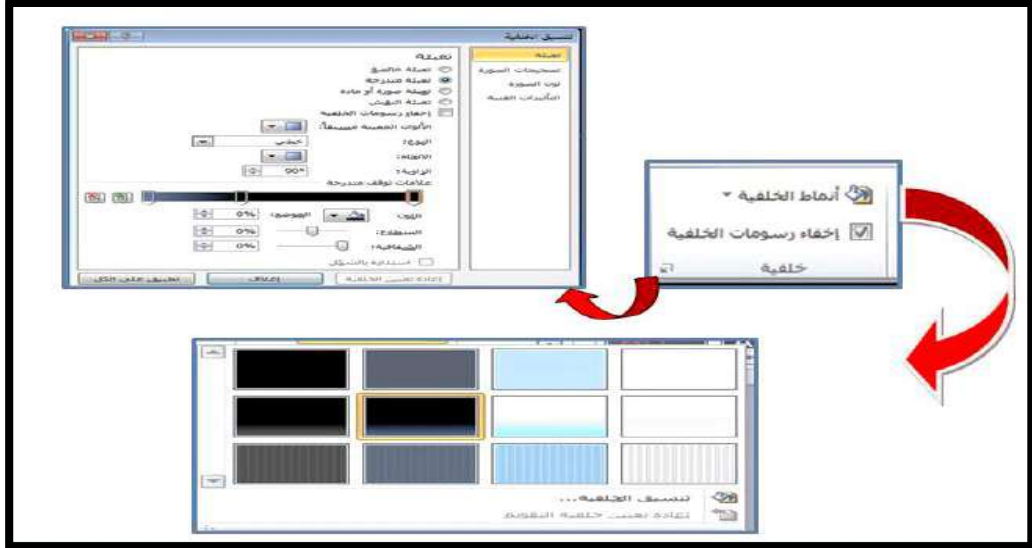 تنسيق الخلفية
تعبئة
تصحيحات الصورة
لون الصورة
التأثيرات الفنية
تعبئة
تعبئة خالصة
تعبئة متدرجة
تعبئة صورة أو مادة
تعبئة النقش
إخفاء رسومات الخلفية
الألوان المعينة مسبقاً:
النوع: خطي
الاتجاه:
الزاوية: 90°
علامات توقف متدرجة
اللون الموضع: 0%
السطوع: 0%
الشفافية: 0%
استدارة بالشكل
إعادة تعيين الخلفية إغلاق تطبيق على الكل
أنماط الخلفية
إخفاء رسومات الخلفية
خلفية
تنسيق الخلفية...
إعادة تعيين خلفية